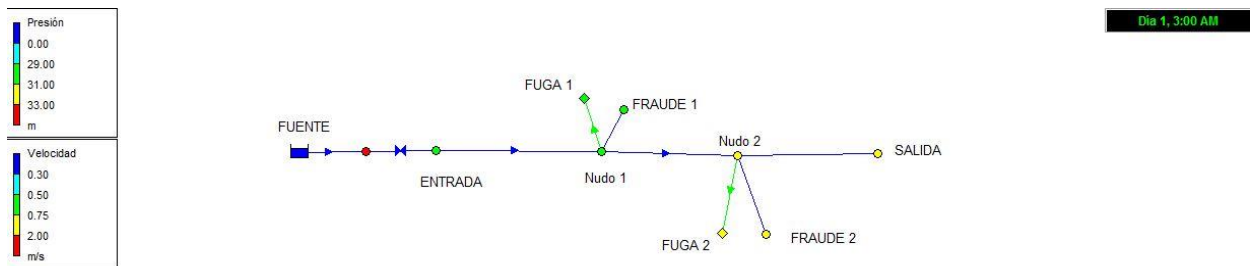 Presión
0.00
29.00
31.00
33.00
m
Velocidad
0.30
0.50
0.75
2.00
m/s
Dia 1, 3:00 AM
FUGA 1
FRAUDE 1
FUENTE
Nudo 2
SALIDA
ENTRADA
Nudo 1
FUGA 2
FRAUDE 2